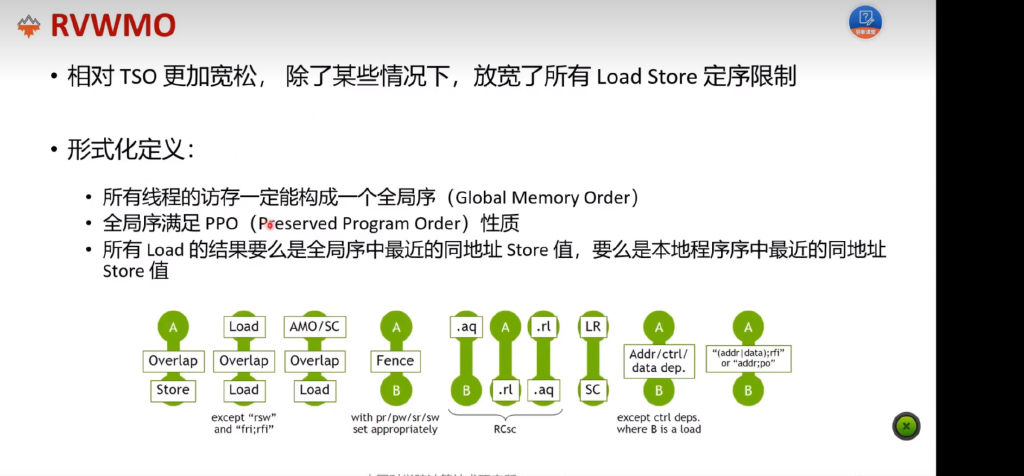 RVWMO
• 相对 TSO 更加宽松， 除了某些情况下，放宽了所有 Load Store 定序限制
• 形式化定义：
• 所有线程的访存一定能构成一个全局序（Global Memory Order）
• 全局序满足 PPO（Preserved Program Order）性质
• 所有 Load 的结果要么是全局序中最近的同地址 Store 值，要么是本地程序序中最近的同地址
Store 值
A Load AMO/SC A .aq A .rl LR A A
Overlap Overlap Overlap Fence Addr/ctrl/ "(addr|data);rfi"
data dep. or "addr;po"
Store Load Load B B .rl .aq SC B B
except "rsw" with pr/pw/sr/sw RCsc except ctrl deps.
and "fri;rfi" set appropriately where B is a load